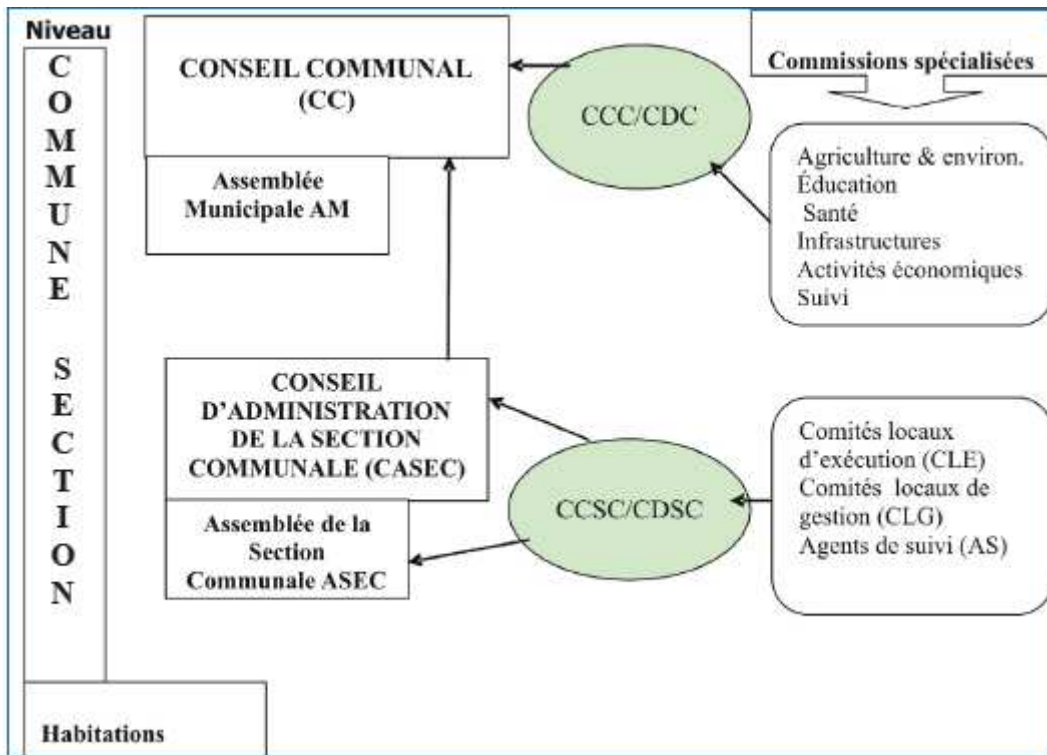 Niveau
COMMUNE SECTION
CONSEIL COMMUNAL
(CC)
Assemblée
Municipale AM
CCC/CDC
Commissions spécialisées
Agriculture & environ.
Éducation
Santé
Infrastructures
Activités économiques
Suivi
CONSEIL
D'ADMINISTRATION
DE LA SECTION
COMMUNALE (CASEC)
Assemblée de la
Section
Communale ASEC
CCSC/CDSC
Comités locaux
d'exécution (CLE)
Comités locaux de
gestion (CLG)
Agents de suivi (AS)
Habitations